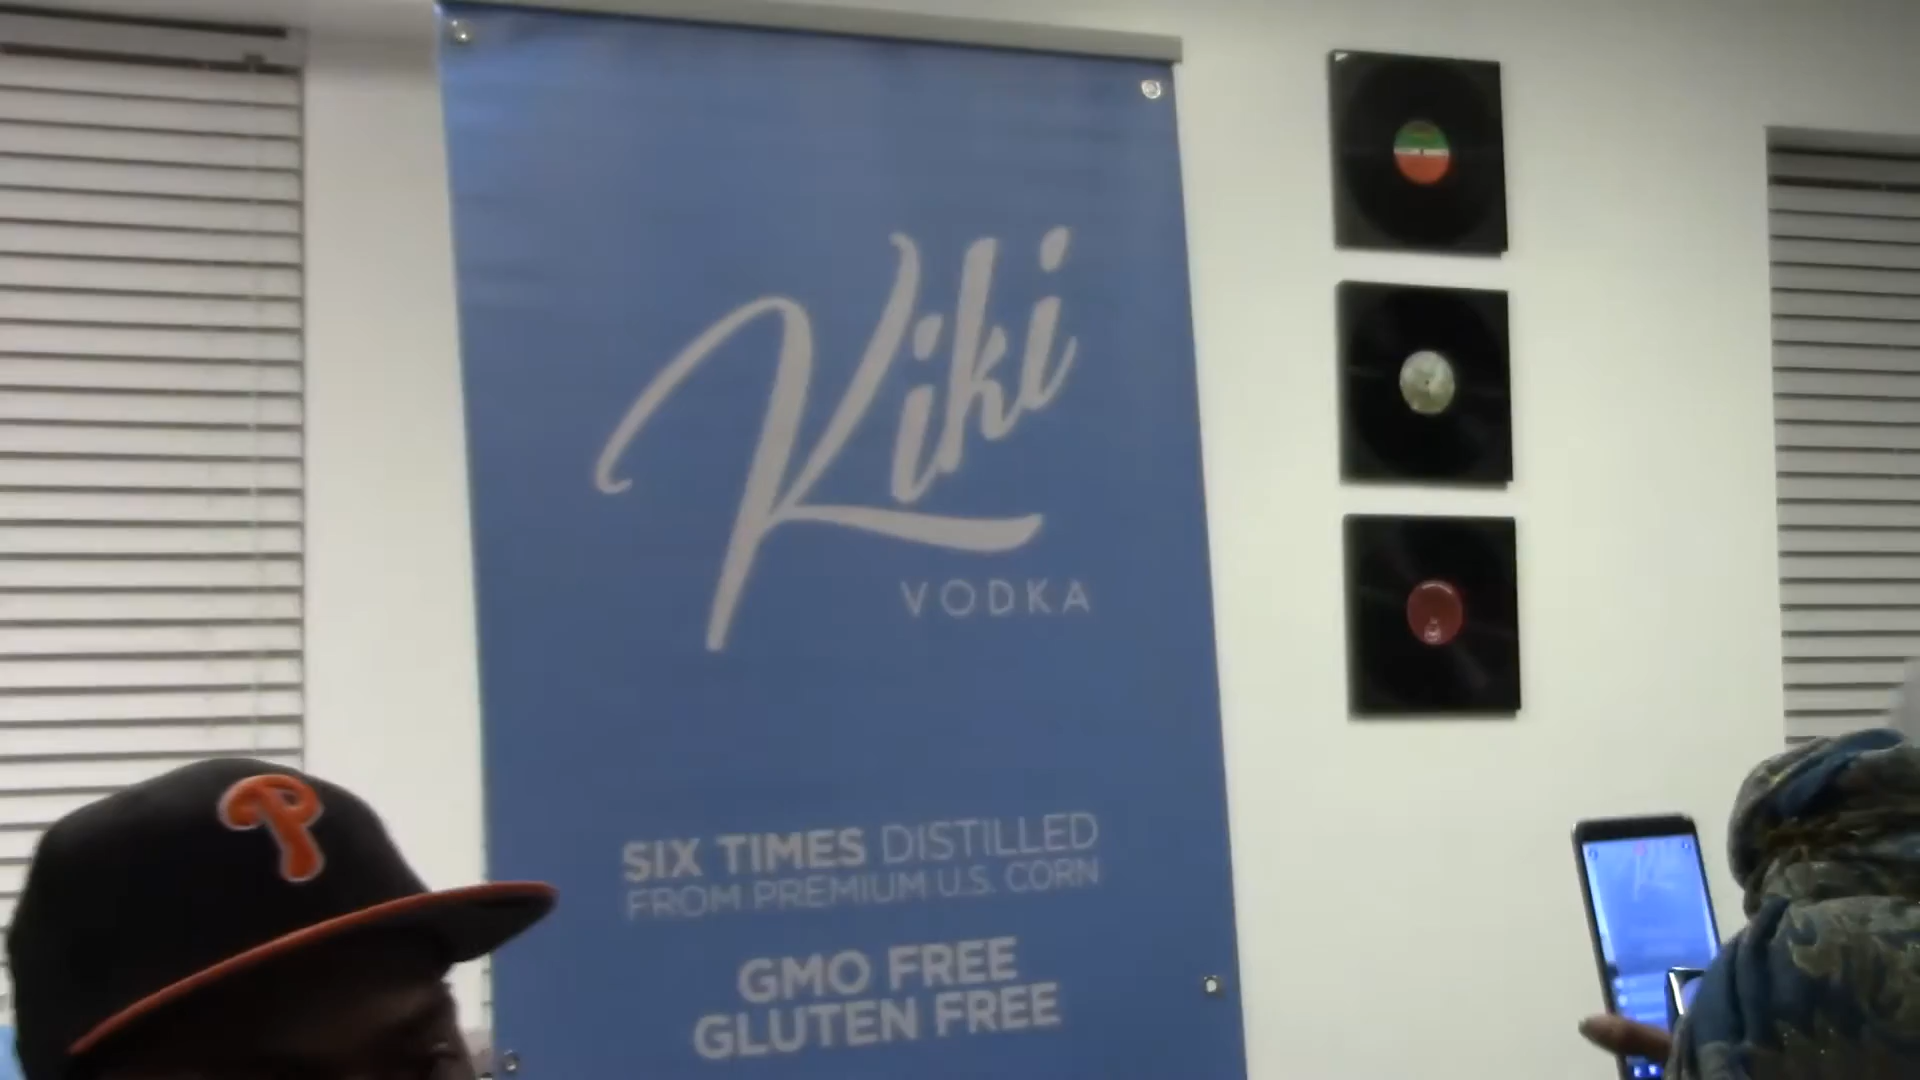 Kiki
VODKA
SIX TIMES DISTILLED
FROM PREMIUM U.S. CORN
GMO FREE
GLUTEN FREE
P